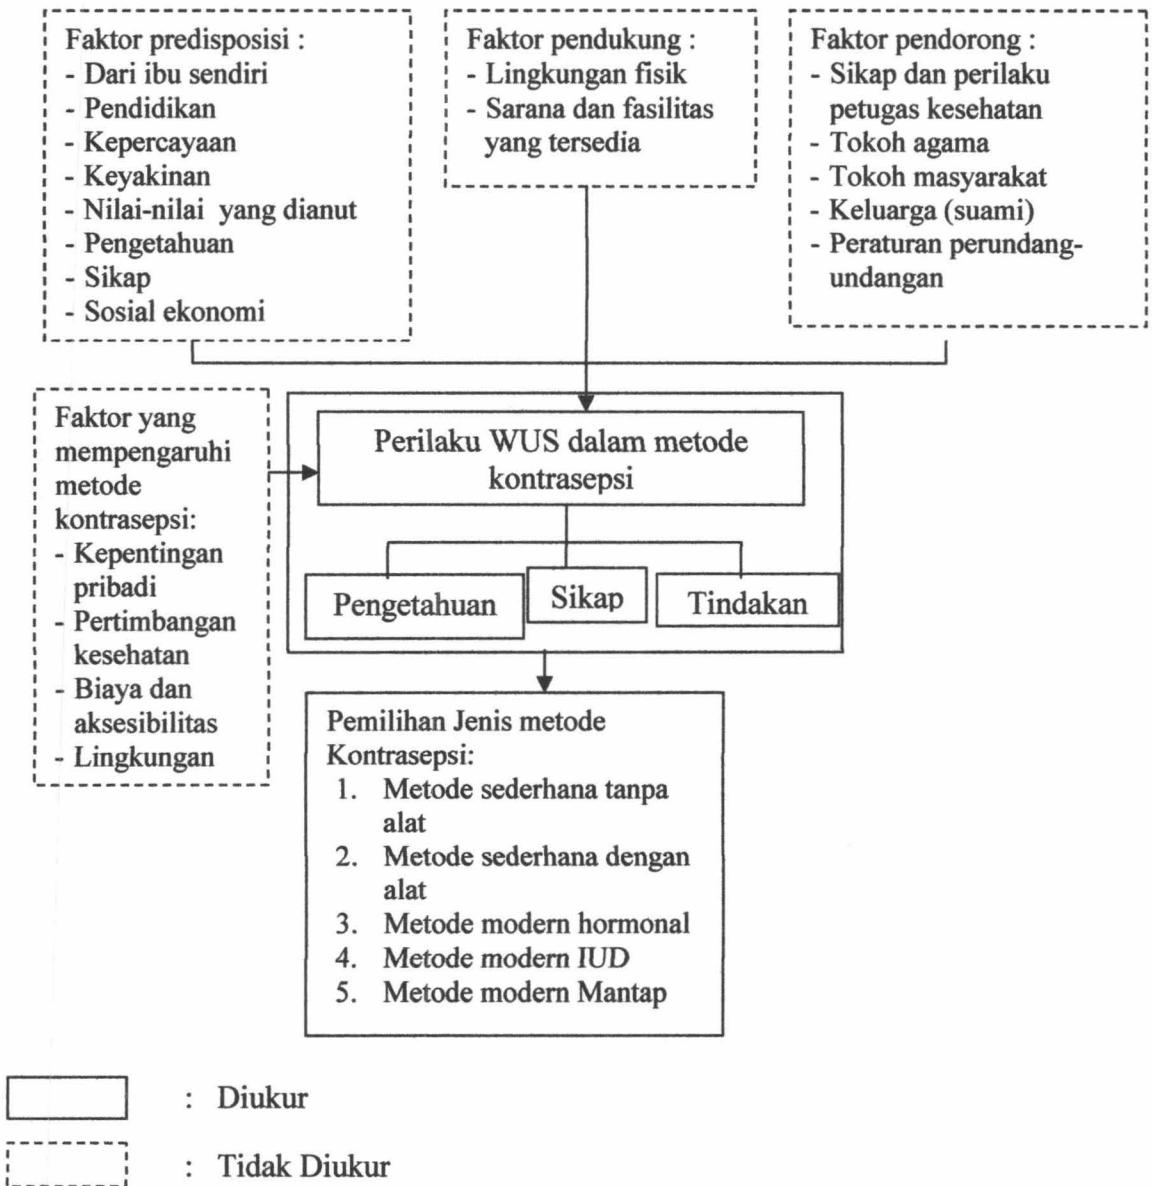 Faktor predisposisi :
- Dari ibu sendiri
- Pendidikan
- Kepercayaan
- Keyakinan
- Nilai-nilai yang dianut
- Pengetahuan
- Sikap
- Sosial ekonomi
Faktor pendukung :
- Lingkungan fisik
- Sarana dan fasilitas
yang tersedia
Faktor pendorong :
- Sikap dan perilaku
petugas kesehatan
- Tokoh agama
- Tokoh masyarakat
- Keluarga (suami)
- Peraturan perundang-
undangan
Faktor yang
mempengaruhi
metode
kontrasepsi:
- Kepentingan
pribadi
- Pertimbangan
kesehatan
- Biaya dan
aksesibilitas
- Lingkungan
Perilaku WUS dalam metode
kontrasepsi
Pengetahuan
Sikap
Tindakan
Pemilihan Jenis metode
Kontrasepsi:
1. Metode sederhana tanpa
alat
2. Metode sederhana dengan
alat
3. Metode modern hormonal
4. Metode modern IUD
5. Metode modern Mantap
: Diukur
: Tidak Diukur